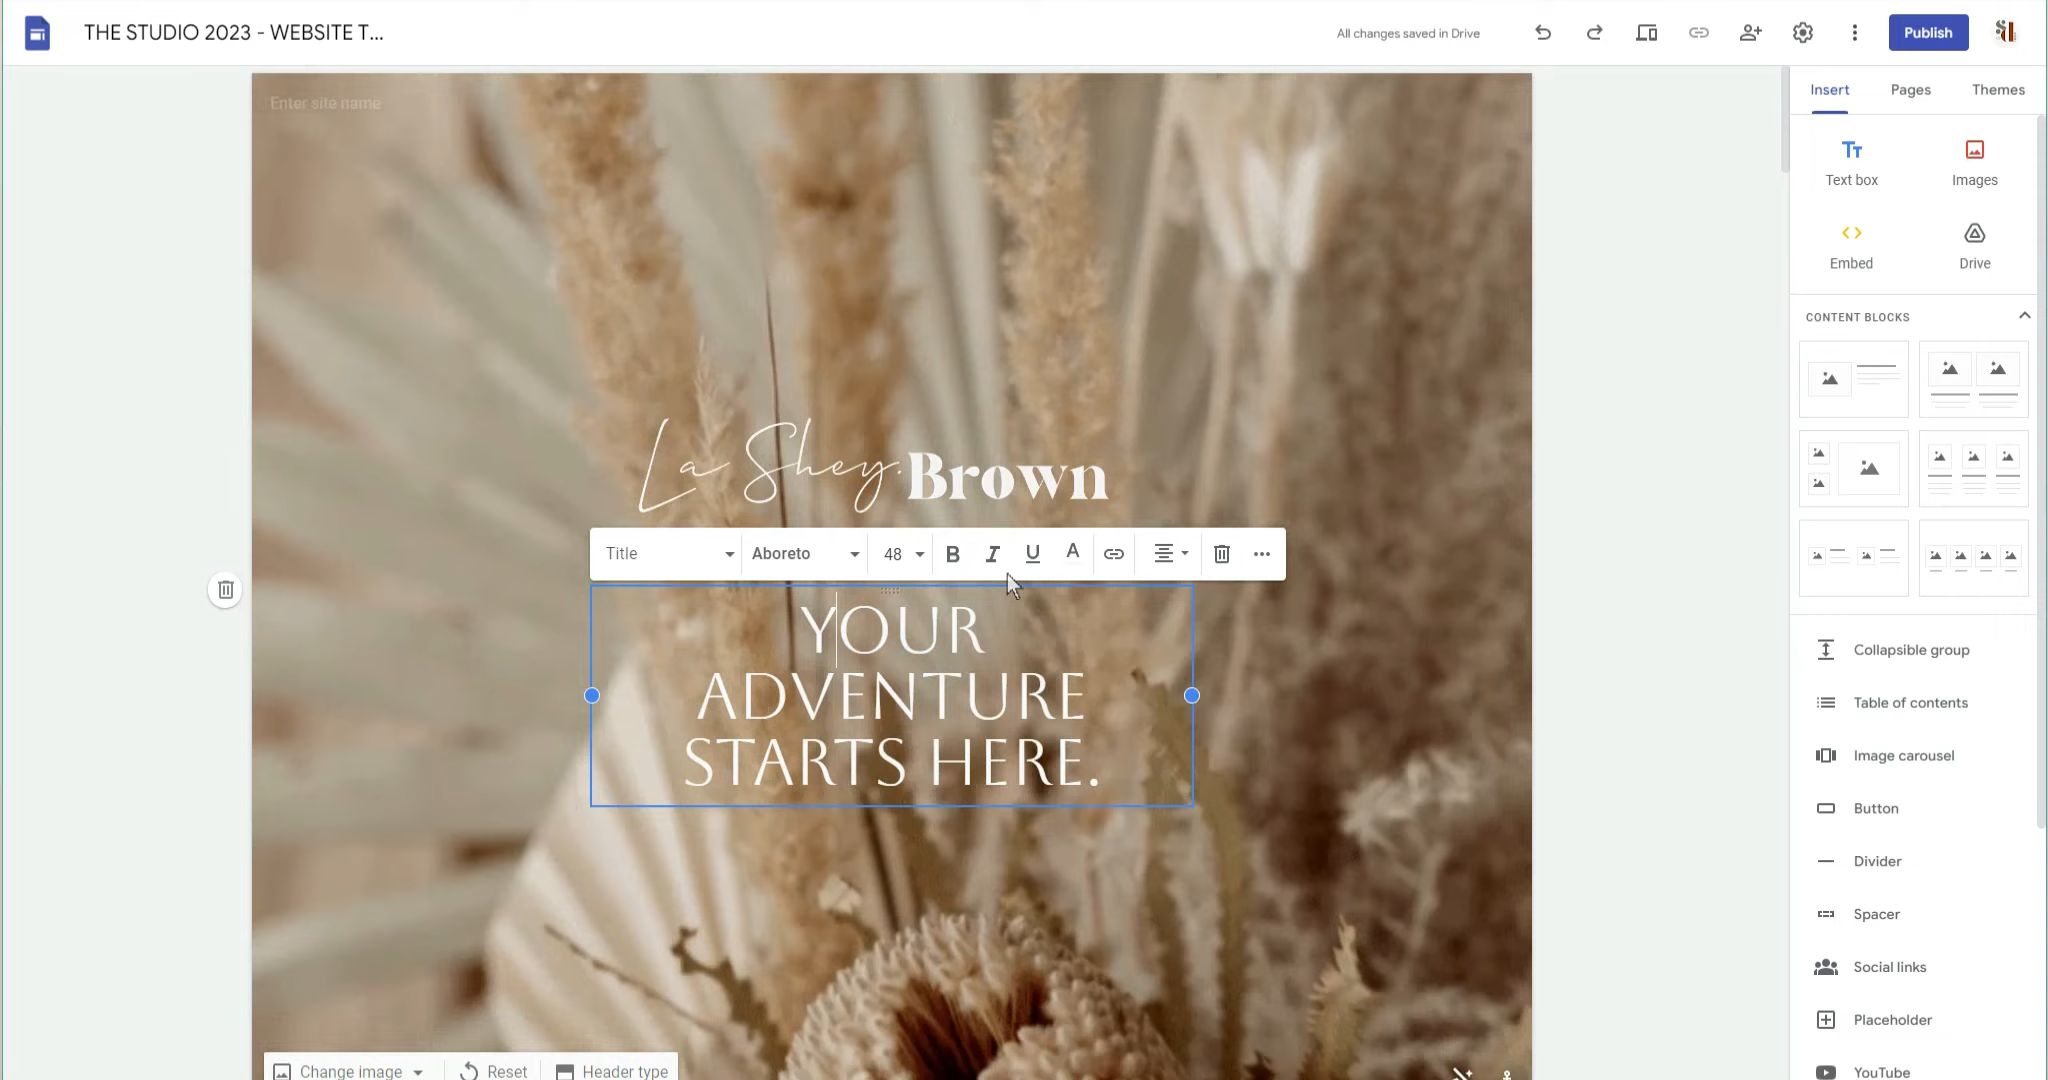 THE STUDIO 2023 - WEBSITE T...
All changes saved in Drive
Publish
Enter site name
Insert Pages Themes
Text box Images
Embed Drive
CONTENT BLOCKS
La Shey. Brown
Title Aboreto 48 B I U A
YOUR
ADVENTURE
STARTS HERE.
Collapsible group
Table of contents
Image carousel
Button
Divider
Spacer
Social links
Placeholder
YouTube
Change image Reset Header type